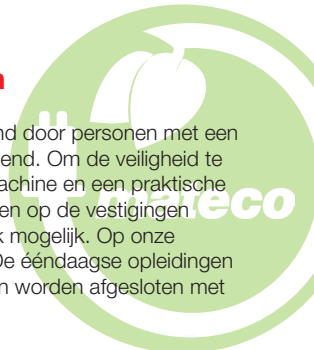 n
nd door personen met een
end. Om de veiligheid te
achine en een praktische
en op de vestigingen
k mogelijk. Op onze
De ééndaagse opleidingen
n worden afgesloten met
mateco